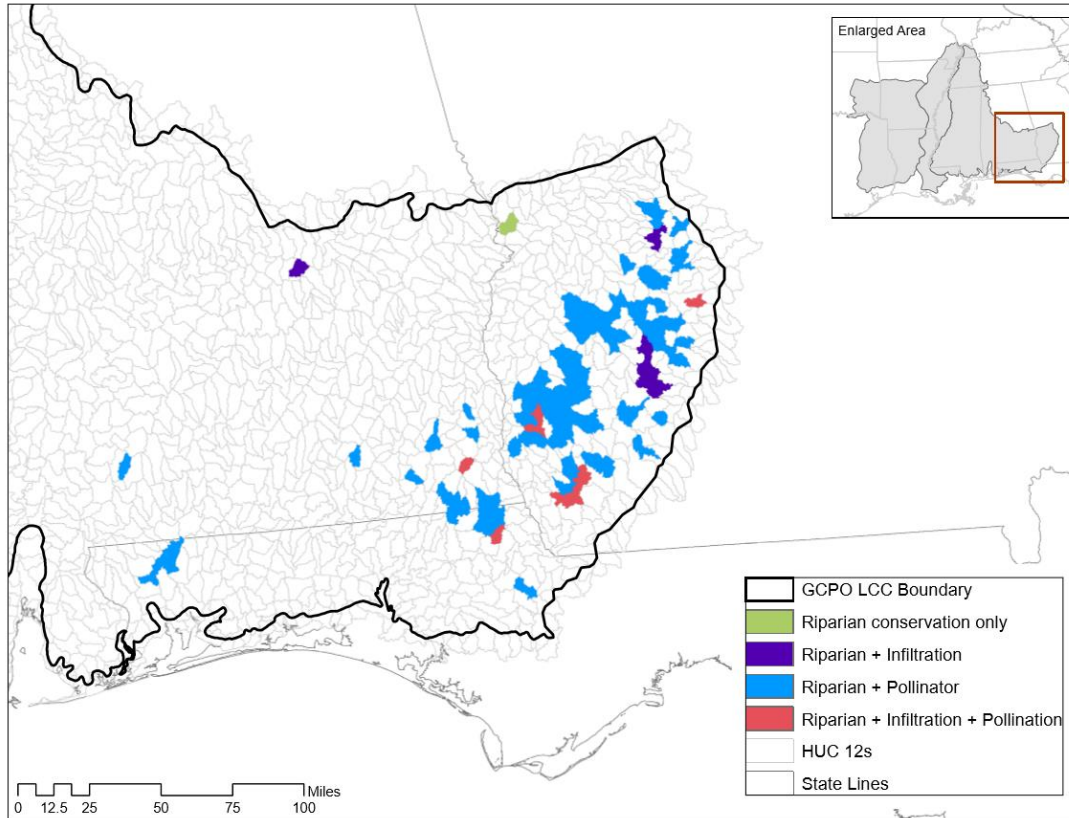 Enlarged Area
GCPO LCC Boundary
Riparian conservation only
Riparian + Infiltration
Riparian + Pollinator
Riparian + Infiltration + Pollination
HUC 12s
State Lines
Miles
0 12.5 25 50 75 100